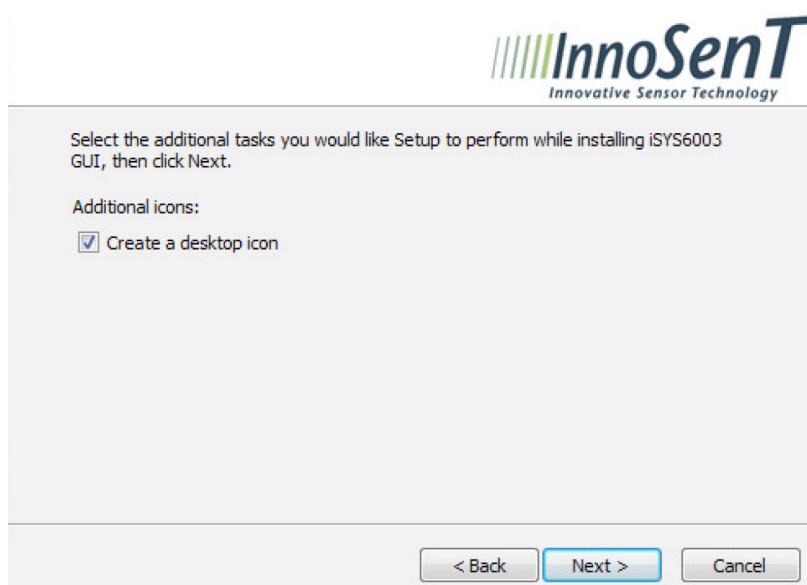 InnoSenT
Innovative Sensor Technology
Select the additional tasks you would like Setup to perform while installing iSYS6003
GUI, then click Next.
Additional icons:
Create a desktop icon
< Back
Next >
Cancel